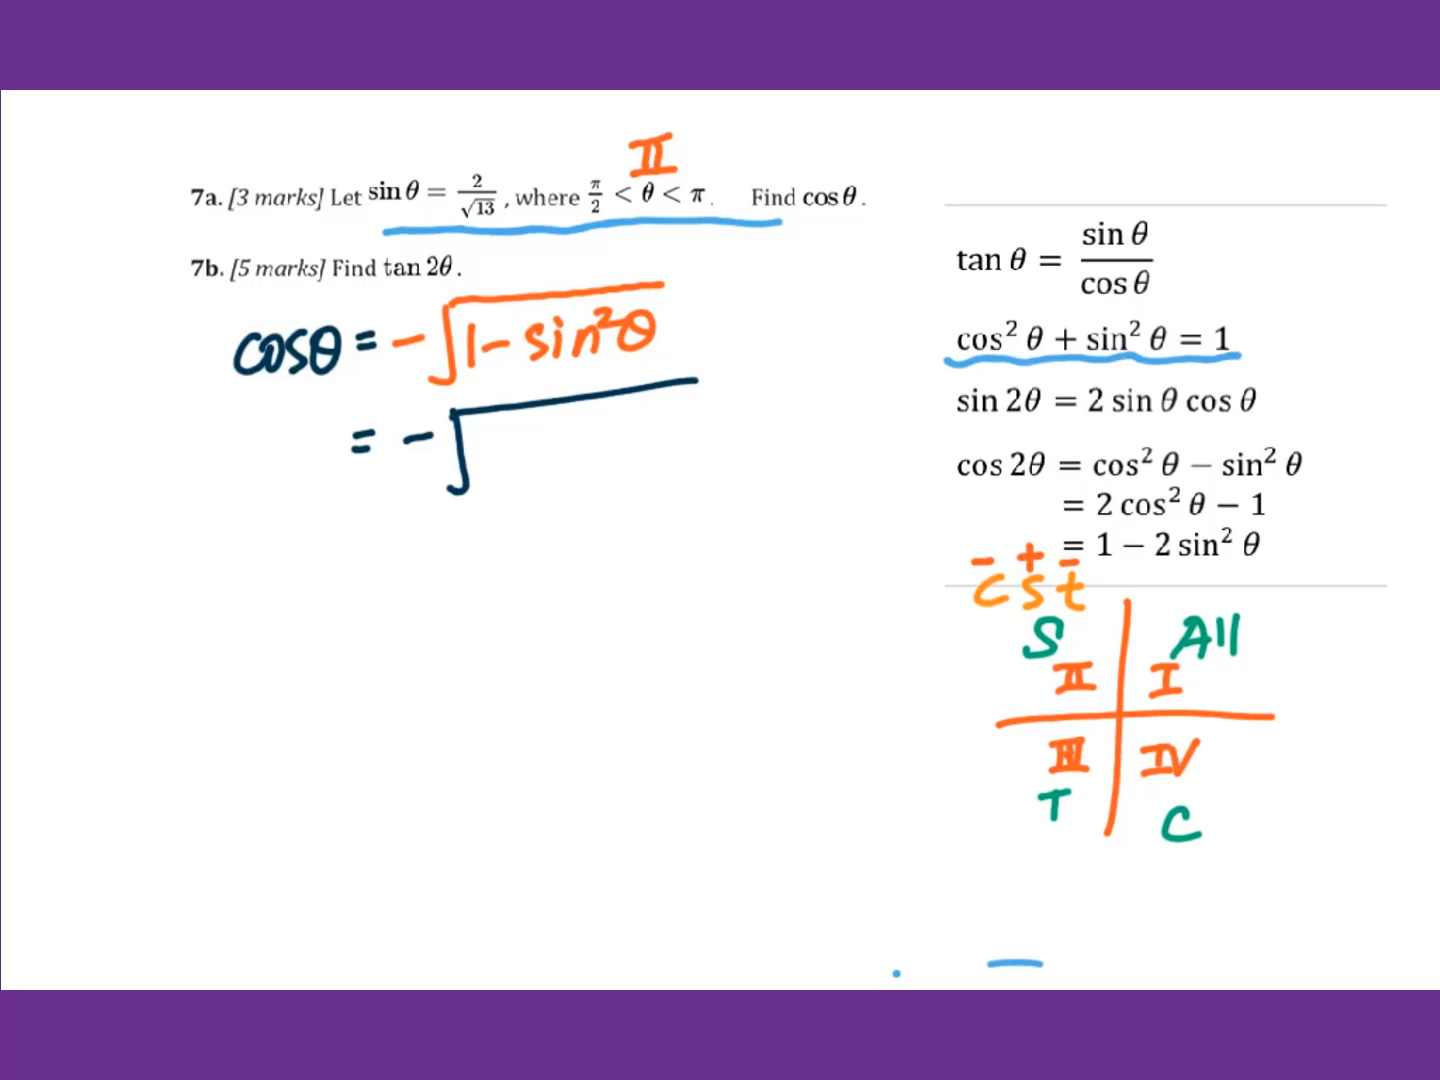 II
7a. [3 marks] Let sin θ = 2/√13, where π/2 < θ < π. Find cos θ.
7b. [5 marks] Find tan 2θ.
cosθ = -√1 - sin²θ
= -√
tan θ = sin θ/cos θ
cos² θ + sin² θ = 1
sin 2θ = 2 sin θ cos θ
cos 2θ = cos² θ − sin² θ
= 2 cos² θ − 1
= 1 − 2 sin² θ
- + -
c s t
S All
II I
III IV
T C